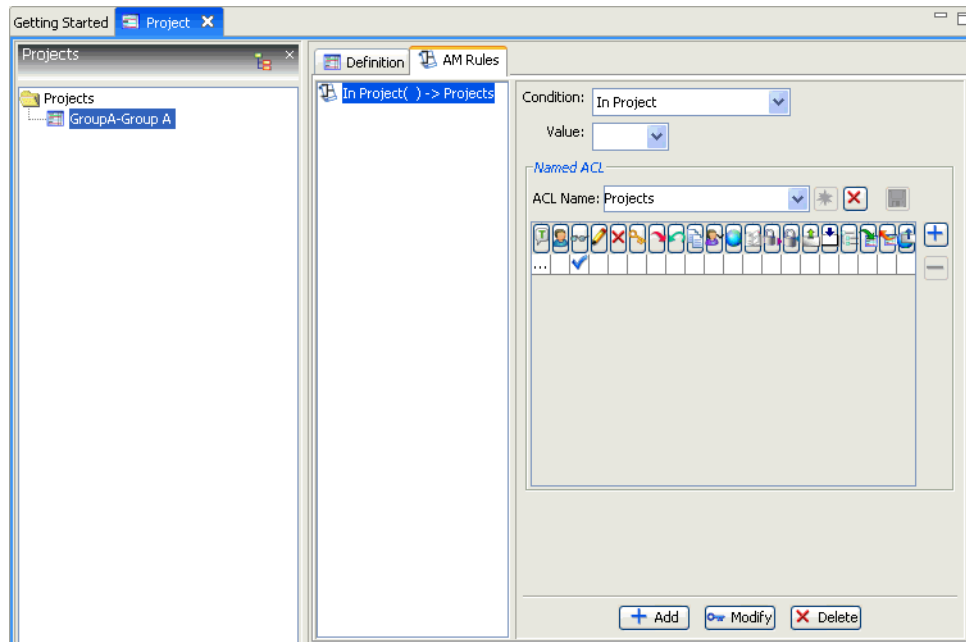 Getting Started
Project
Projects
Projects
GroupA-Group A
Definition
AM Rules
In Project( ) -> Projects
Condition: In Project
Value:
Named ACL
ACL Name: Projects
...
Add
Modify
Delete